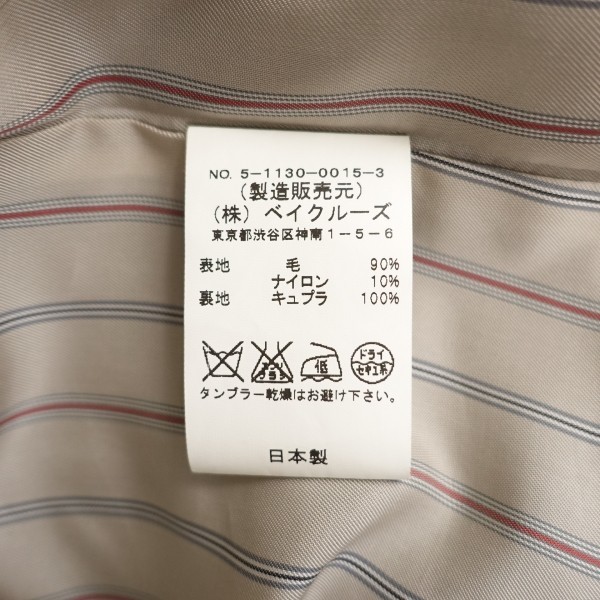 NO. 5-1130-0015-3
(製造販売元)
(株) ベイクルーズ
東京都渋谷区神南1-5-6
表地 毛 90%
ナイロン 10%
裏地 キュプラ 100%
低 ドライ
セキユ系
タンブラー乾燥はお避け下さい。
日本製